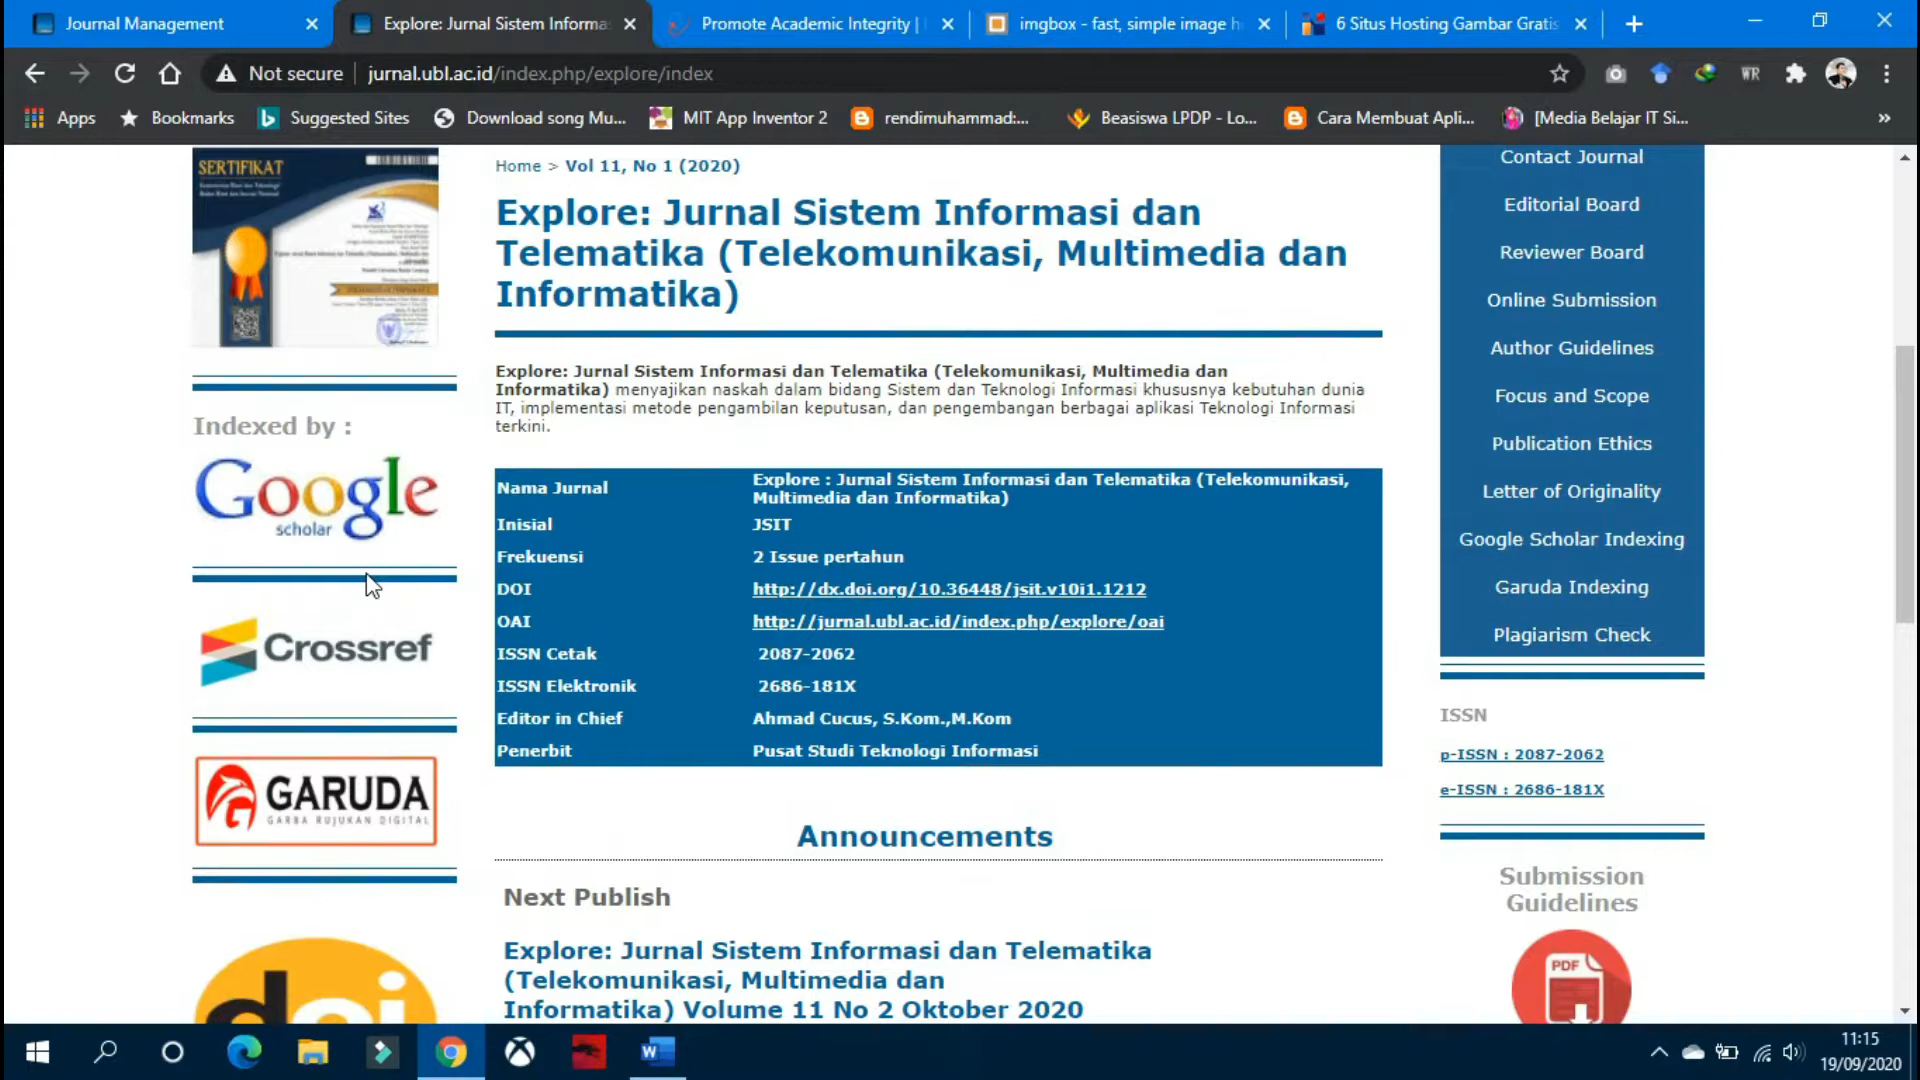 Journal Management
Explore: Jurnal Sistem Informa
Promote Academic Integrity |
imgbox - fast, simple image h
6 Situs Hosting Gambar Gratis
Not secure
jurnal.ubl.ac.id/index.php/explore/index
WR
Apps
Bookmarks
Suggested Sites
Download song Mu...
MIT App Inventor 2
rendimuhammad:...
Beasiswa LPDP - Lo...
Cara Membuat Apli...
[Media Belajar IT Si...
SERTIFIKAT
Indexed by :
Google
scholar
Crossref
GARUDA
GARBA RUJUKAN DIGITAL
doi
Home > Vol 11, No 1 (2020)
Explore: Jurnal Sistem Informasi dan
Telematika (Telekomunikasi, Multimedia dan
Informatika)
Explore: Jurnal Sistem Informasi dan Telematika (Telekomunikasi, Multimedia dan
Informatika) menyajikan naskah dalam bidang Sistem dan Teknologi Informasi khususnya kebutuhan dunia
IT, implementasi metode pengambilan keputusan, dan pengembangan berbagai aplikasi Teknologi Informasi
terkini.
Nama Jurnal Explore : Jurnal Sistem Informasi dan Telematika (Telekomunikasi,
Multimedia dan Informatika)
Inisial JSIT
Frekuensi 2 Issue pertahun
DOI http://dx.doi.org/10.36448/jsit.v10i1.1212
OAI http://jurnal.ubl.ac.id/index.php/explore/oai
ISSN Cetak 2087-2062
ISSN Elektronik 2686-181X
Editor in Chief Ahmad Cucus, S.Kom.,M.Kom
Penerbit Pusat Studi Teknologi Informasi
Announcements
Next Publish
Explore: Jurnal Sistem Informasi dan Telematika
(Telekomunikasi, Multimedia dan
Informatika) Volume 11 No 2 Oktober 2020
Contact Journal
Editorial Board
Reviewer Board
Online Submission
Author Guidelines
Focus and Scope
Publication Ethics
Letter of Originality
Google Scholar Indexing
Garuda Indexing
Plagiarism Check
ISSN
p-ISSN : 2087-2062
e-ISSN : 2686-181X
Submission
Guidelines
PDF
11:15
19/09/2020